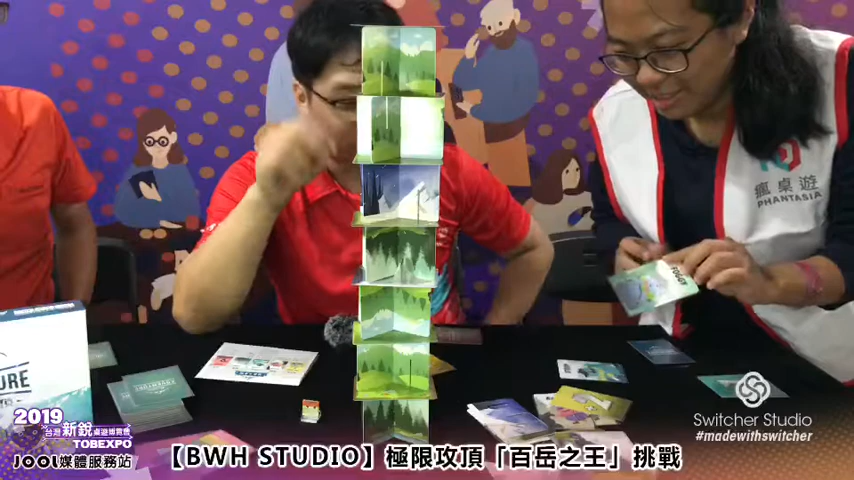 瘋桌遊
PHANTASIA
FOGGY
URE
Switcher Studio
#madewithswitcher
2019
台灣新銳桌遊博覽會
TOBEXPO
JOOL媒體服務站
【BWH STUDIO】極限攻頂「百岳之王」挑戰